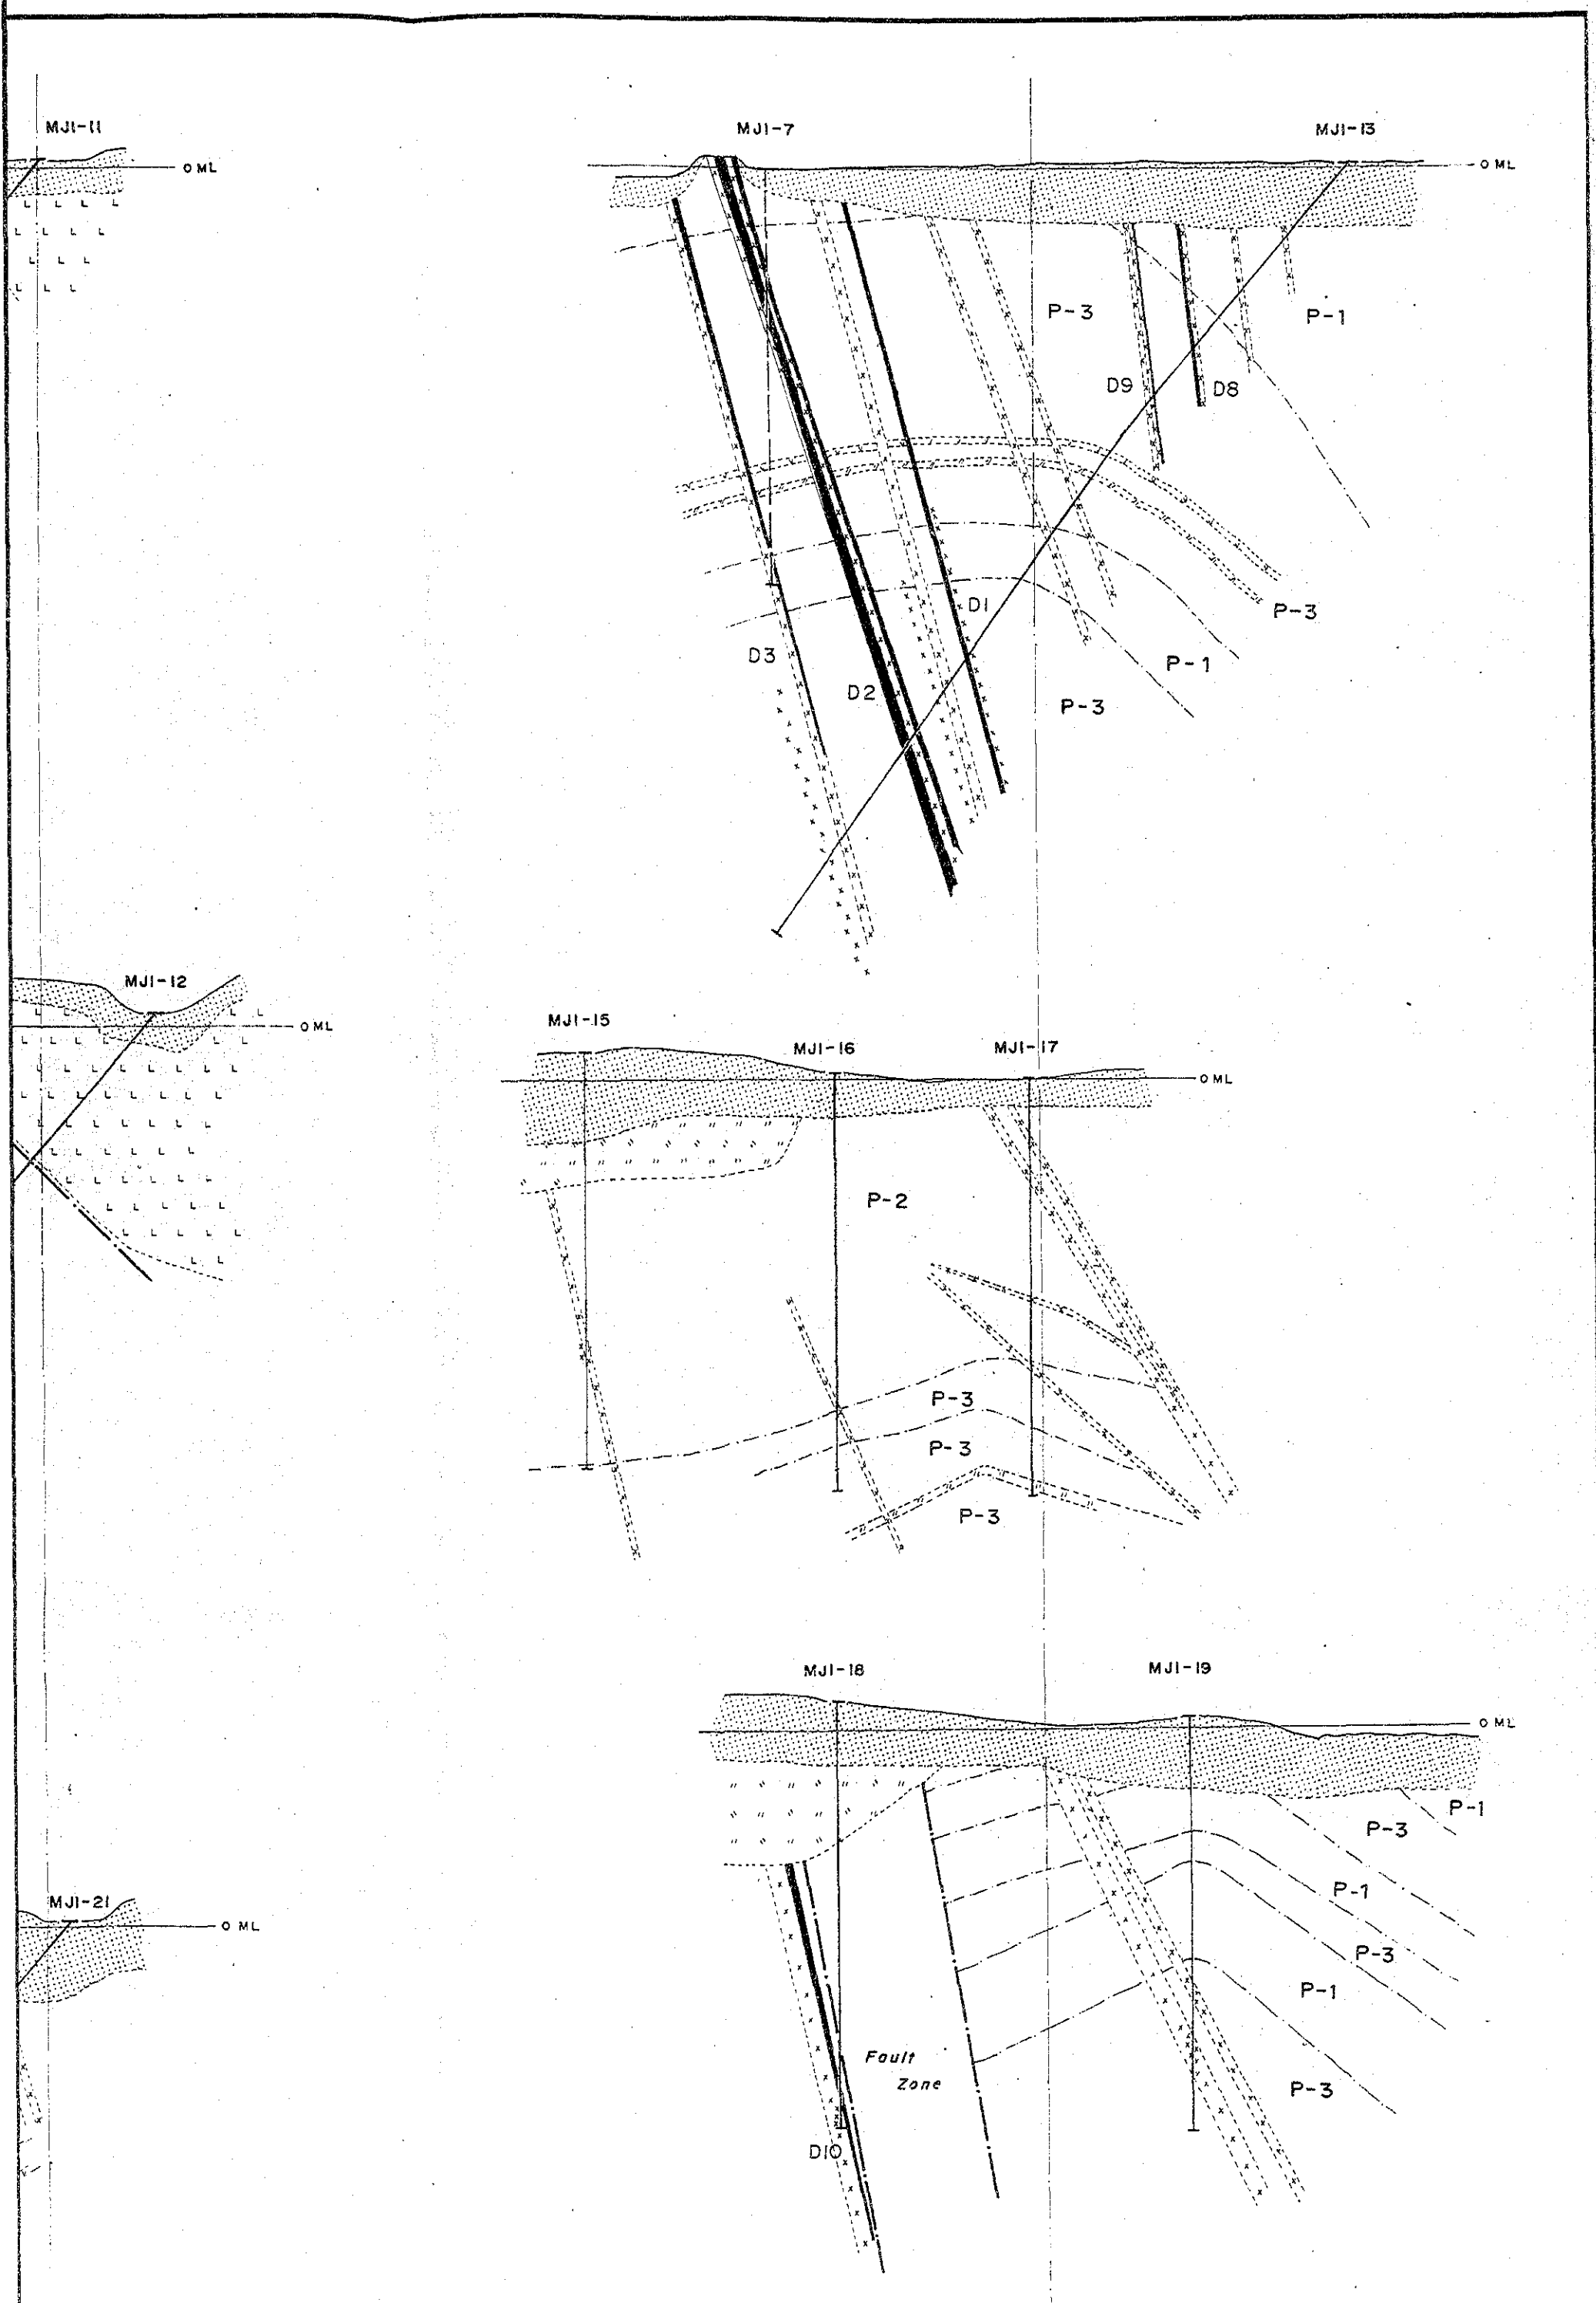 MJI-11
O ML
MJI-7
MJI-13
O ML
P-3
P-1
D9
D8
D1
P-3
P-1
D3
D2
P-3
MJI-12
O ML
MJI-15
MJI-16
MJI-17
O ML
P-2
P-3
P-3
P-3
MJI-18
MJI-19
O ML
P-1
P-3
P-1
P-3
P-1
P-3
MJI-21
O ML
Fault
Zone
D10